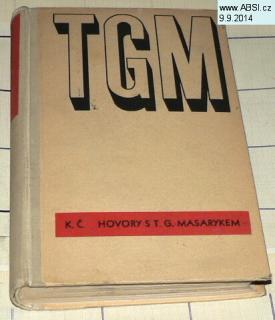 www.ABSI.cz
9.9.2014
TGM
K. Č. HOVORY S T. G. MASARYKEM